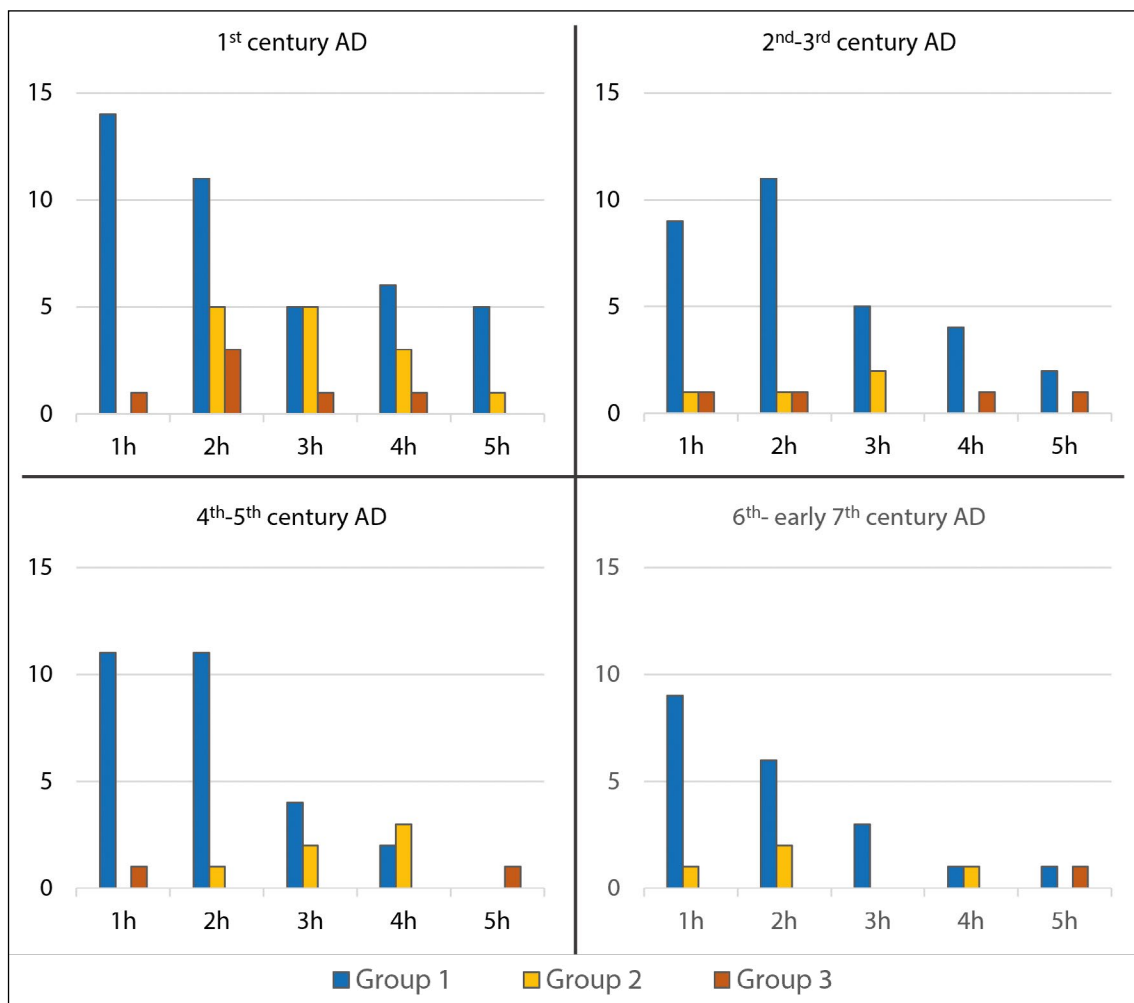 1st century AD
15
10
5
0
1h 2h 3h 4h 5h
2nd-3rd century AD
15
10
5
0
1h 2h 3h 4h 5h
4th-5th century AD
15
10
5
0
1h 2h 3h 4h 5h
6th- early 7th century AD
15
10
5
0
1h 2h 3h 4h 5h
Group 1 Group 2 Group 3